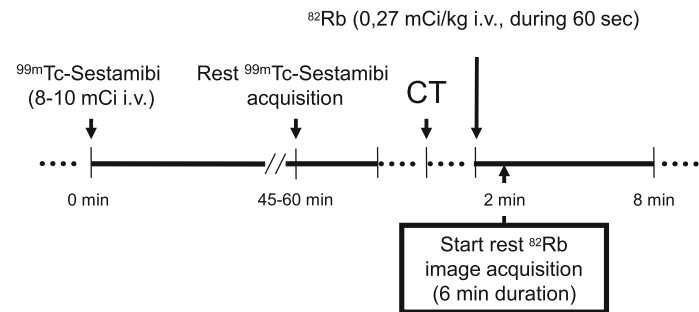 ⁸²Rb (0,27 mCi/kg i.v., during 60 sec)
⁹⁹ᵐTc-Sestamibi
(8-10 mCi i.v.)
Rest ⁹⁹ᵐTc-Sestamibi
acquisition
CT
0 min
45-60 min
2 min
8 min
Start rest ⁸²Rb
image acquisition
(6 min duration)